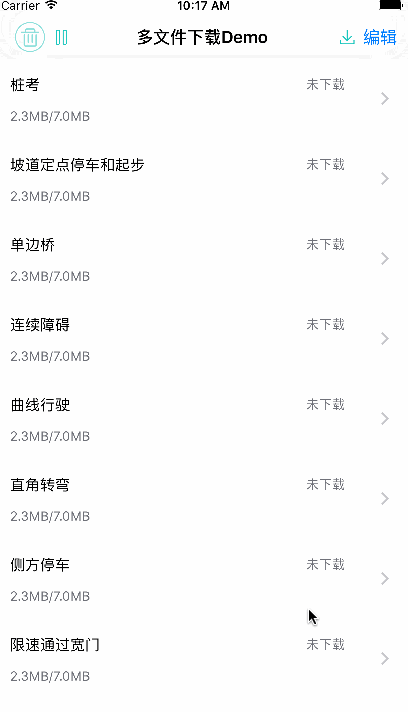 Carrier 10:17 AM
多文件下载Demo 编辑
桩考 未下载
2.3MB/7.0MB
坡道定点停车和起步 未下载
2.3MB/7.0MB
单边桥 未下载
2.3MB/7.0MB
连续障碍 未下载
2.3MB/7.0MB
曲线行驶 未下载
2.3MB/7.0MB
直角转弯 未下载
2.3MB/7.0MB
侧方停车 未下载
2.3MB/7.0MB
限速通过宽门 未下载
2.3MB/7.0MB